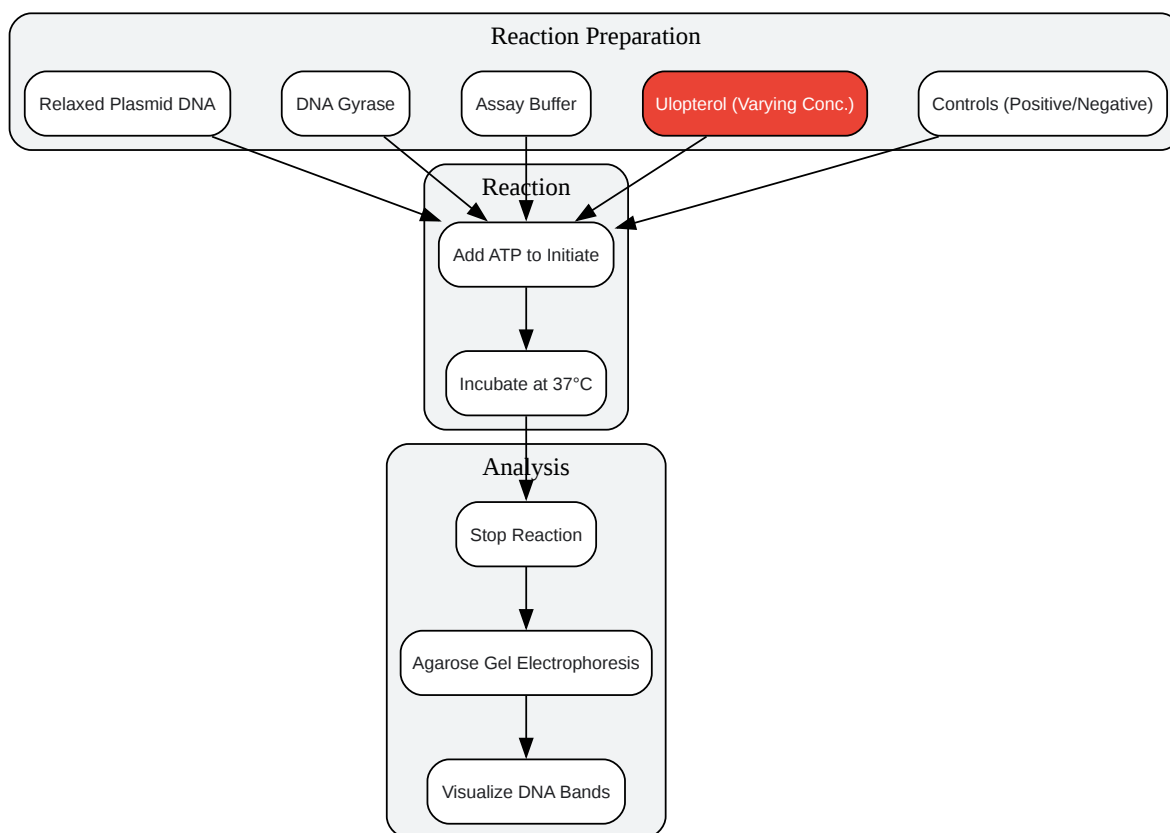 Reaction Preparation
Relaxed Plasmid DNA
DNA Gyrase
Assay Buffer
Ulopterol (Varying Conc.)
Controls (Positive/Negative)
Reaction
Add ATP to Initiate
Incubate at 37°C
Analysis
Stop Reaction
Agarose Gel Electrophoresis
Visualize DNA Bands